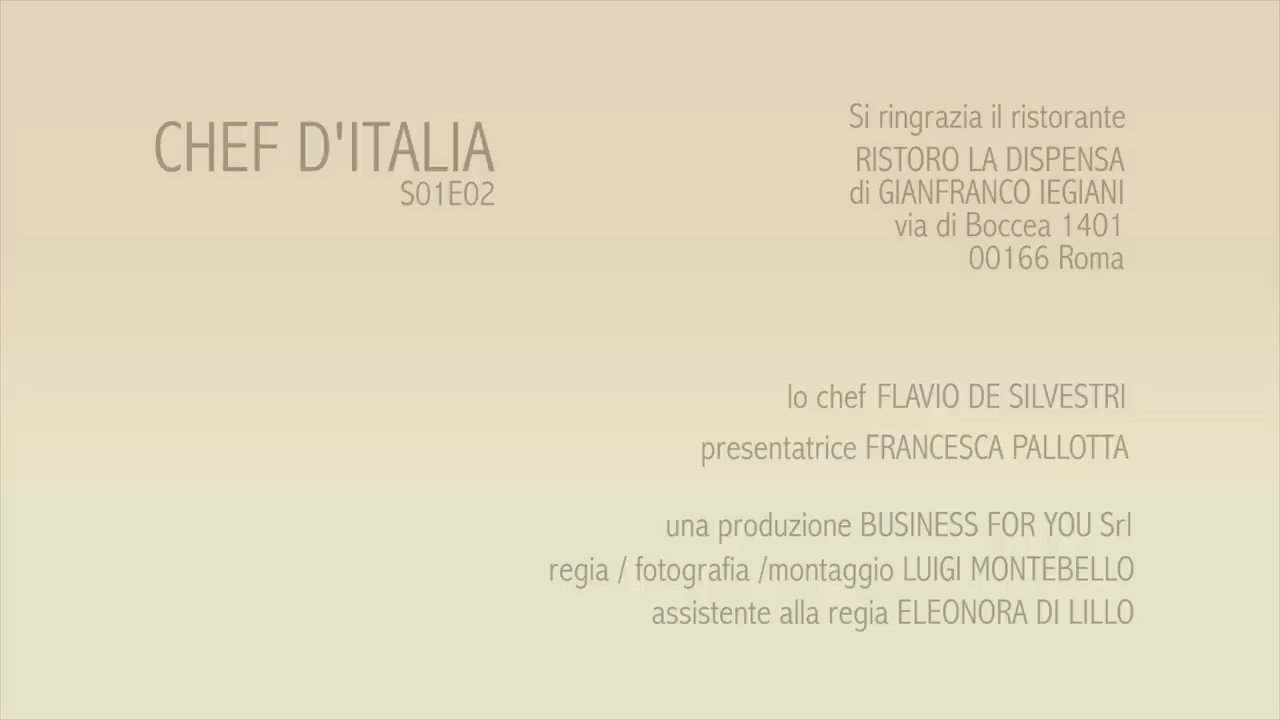 CHEF D'ITALIA
S01E02
Si ringrazia il ristorante
RISTORO LA DISPENSA
di GIANFRANCO IEGIANI
via di Boccea 1401
00166 Roma
lo chef FLAVIO DE SILVESTRI
presentatrice FRANCESCA PALLOTTA
una produzione BUSINESS FOR YOU Srl
regia / fotografia /montaggio LUIGI MONTEBELLO
assistente alla regia ELEONORA DI LILLO